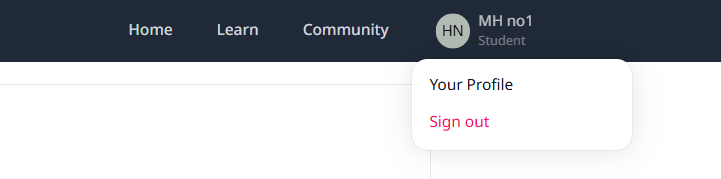 Home Learn Community HN MH no1
Student
Your Profile
Sign out